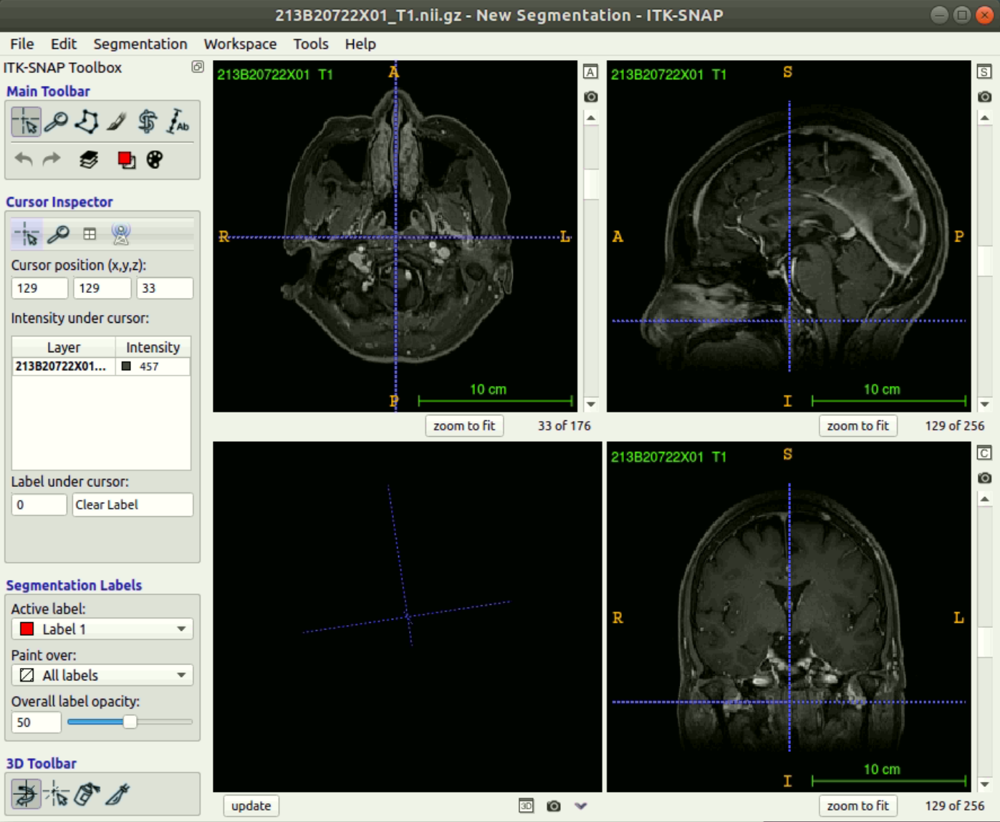 213B20722X01_T1.nii.gz - New Segmentation - ITK-SNAP
File Edit Segmentation Workspace Tools Help
ITK-SNAP Toolbox
Main Toolbar
Ab
Cursor Inspector
Cursor position (x,y,z):
129 129 33
Intensity under cursor:
Layer Intensity
213B20722X01... 457
Label under cursor:
0 Clear Label
Segmentation Labels
Active label:
Label 1
Paint over:
All labels
Overall label opacity:
50
3D Toolbar
213B20722X01 T1
A
R
L
P
10 cm
A
zoom to fit 33 of 176
213B20722X01 T1
S
A
P
I
10 cm
S
zoom to fit 129 of 256
update
3D
213B20722X01 T1
S
R
L
I
10 cm
C
zoom to fit 129 of 256